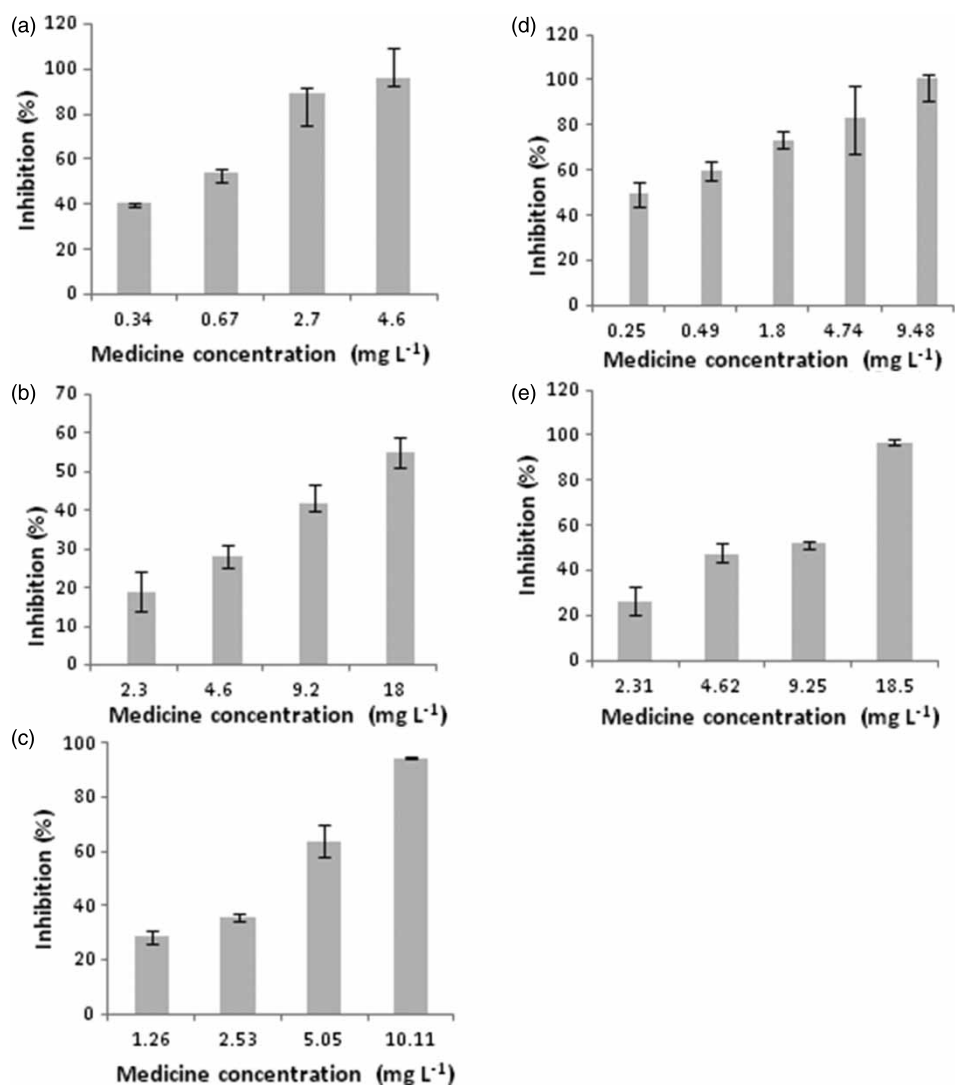 (a)
120
100
80
60
40
20
0
Inhibition (%)
0.34 0.67 2.7 4.6
Medicine concentration (mg L-1)
(b)
70
60
50
40
30
20
10
0
Inhibition (%)
2.3 4.6 9.2 18
Medicine concentration (mg L-1)
(c)
100
80
60
40
20
0
Inhibition (%)
1.26 2.53 5.05 10.11
Medicine concentration (mg L-1)
(d)
120
100
80
60
40
20
0
Inhibition (%)
0.25 0.49 1.8 4.74 9.48
Medicine concentration (mg L-1)
(e)
120
100
80
60
40
20
0
Inhibition (%)
2.31 4.62 9.25 18.5
Medicine concentration (mg L-1)